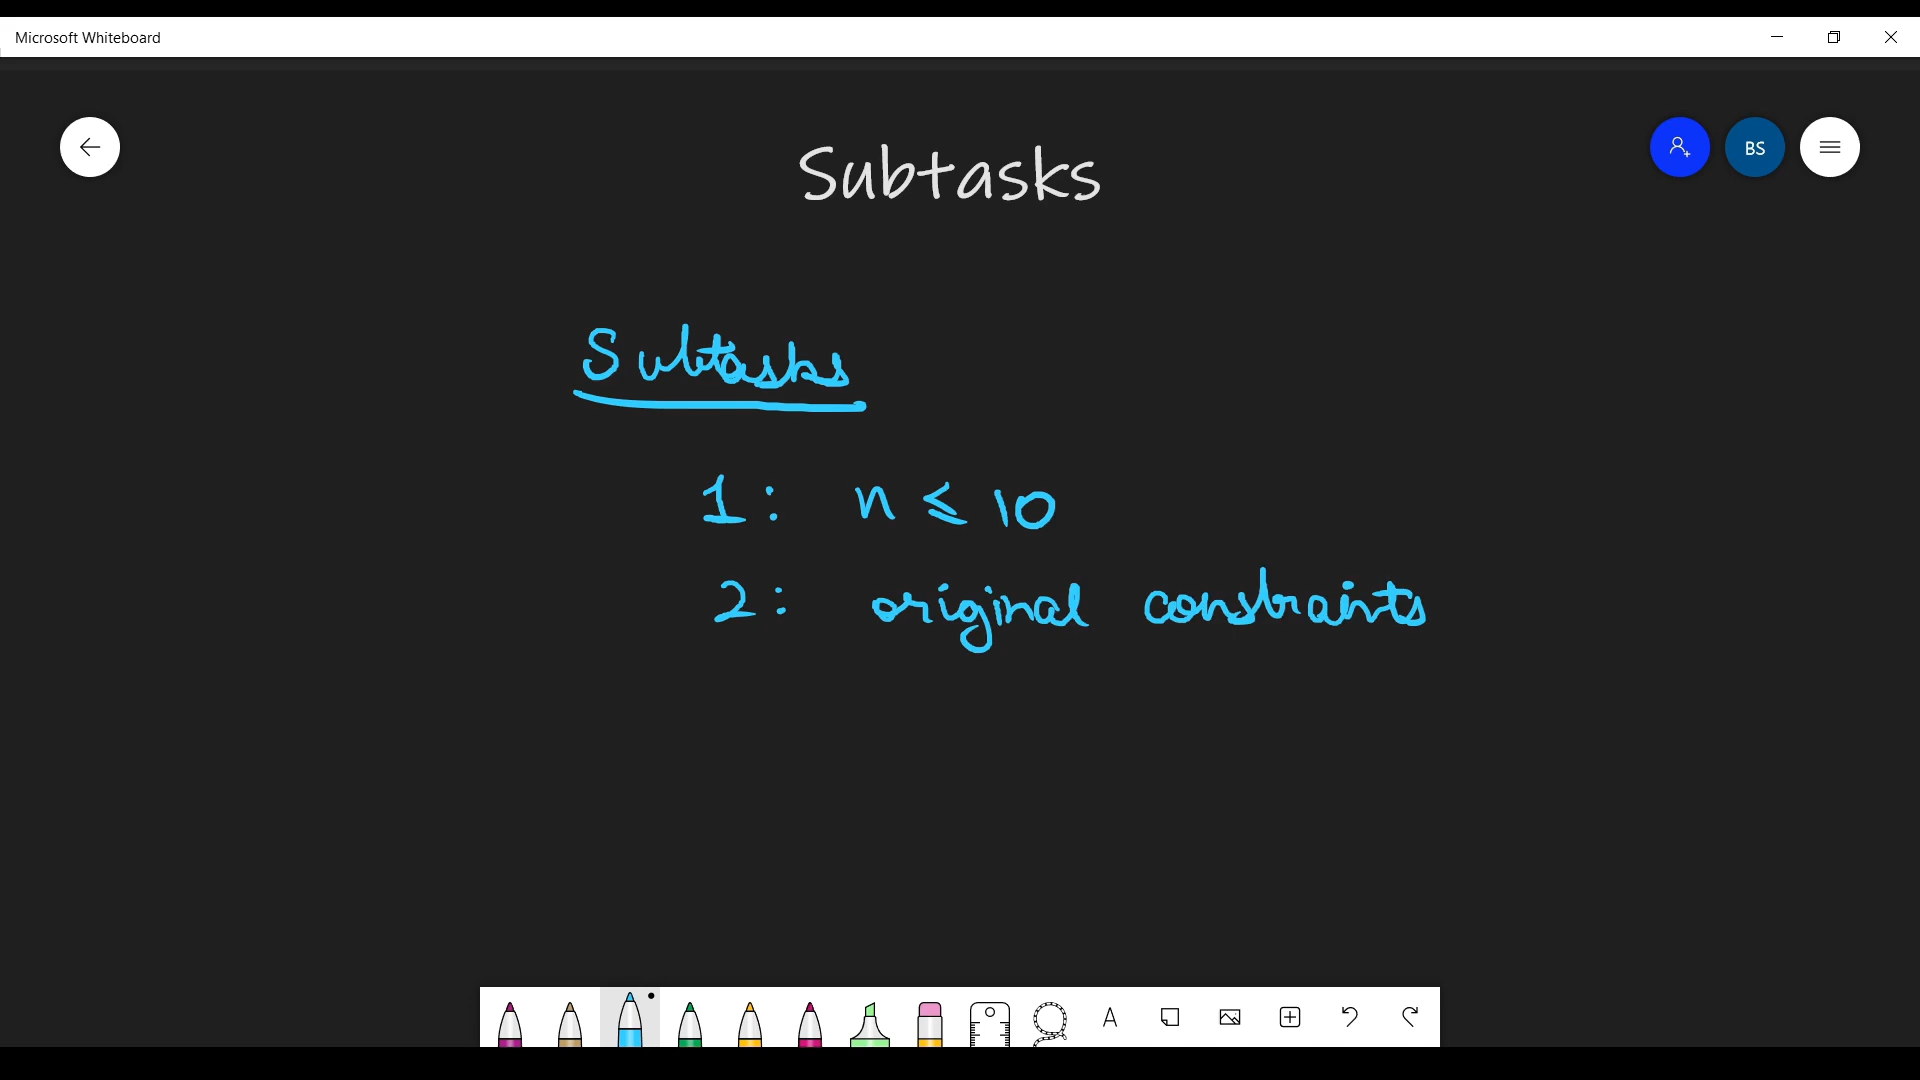 Microsoft Whiteboard
BS
Subtasks
Subtasks
1: n ≤ 10
2: original constraints